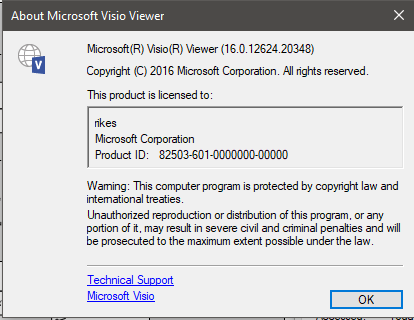 About Microsoft Visio Viewer
Microsoft(R) Visio(R) Viewer (16.0.12624.20348)
Copyright (C) 2016 Microsoft Corporation. All rights reserved.
This product is licensed to:
rikes
Microsoft Corporation
Product ID: 82503-601-0000000-00000
Warning: This computer program is protected by copyright law and
international treaties.
Unauthorized reproduction or distribution of this program, or any
portion of it, may result in severe civil and criminal penalties and will
be prosecuted to the maximum extent possible under the law.
Technical Support
Microsoft Visio
OK